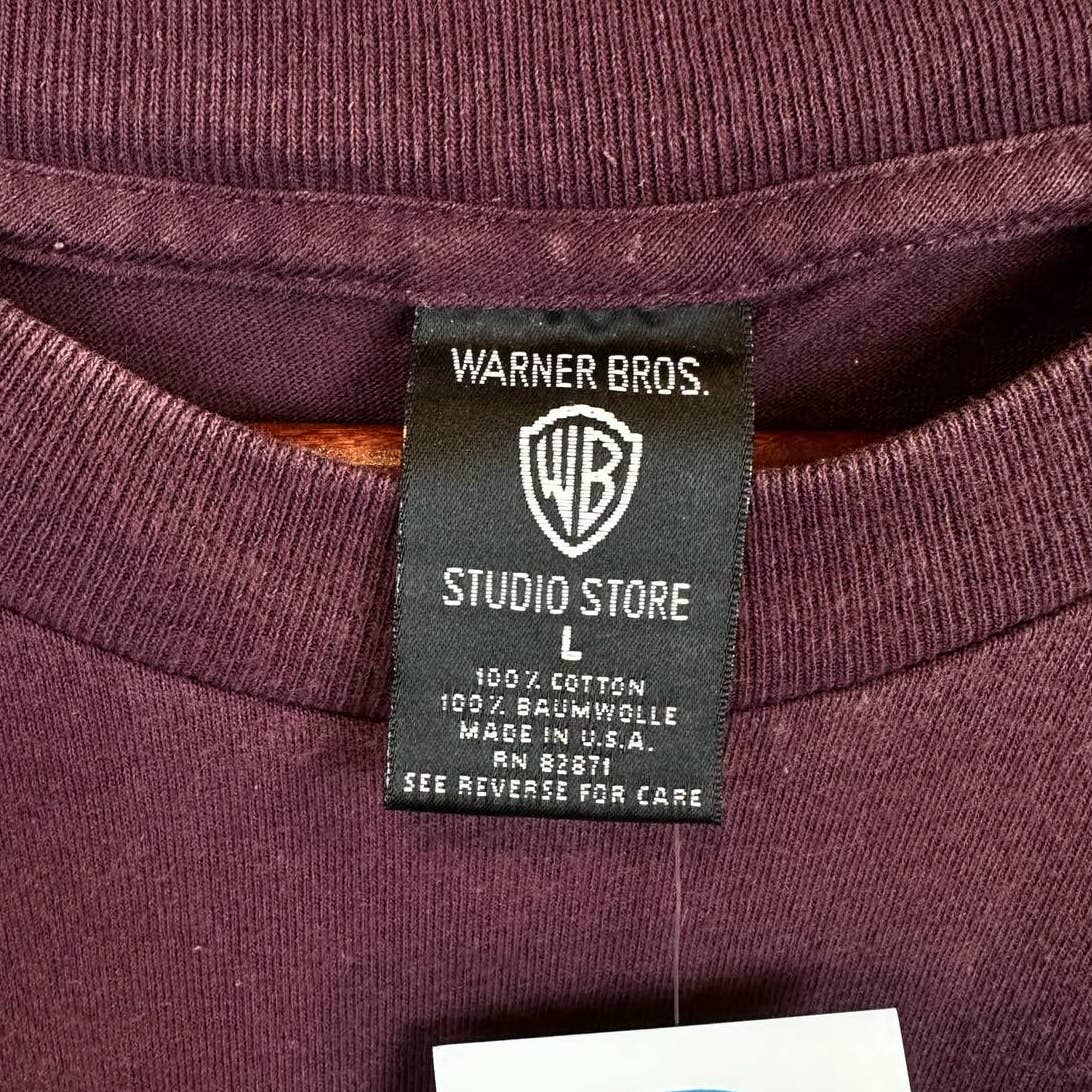 WARNER BROS.
WB
STUDIO STORE
L
100% COTTON
100% BAUMWOLLE
MADE IN U.S.A.
RN 82871
SEE REVERSE FOR CARE